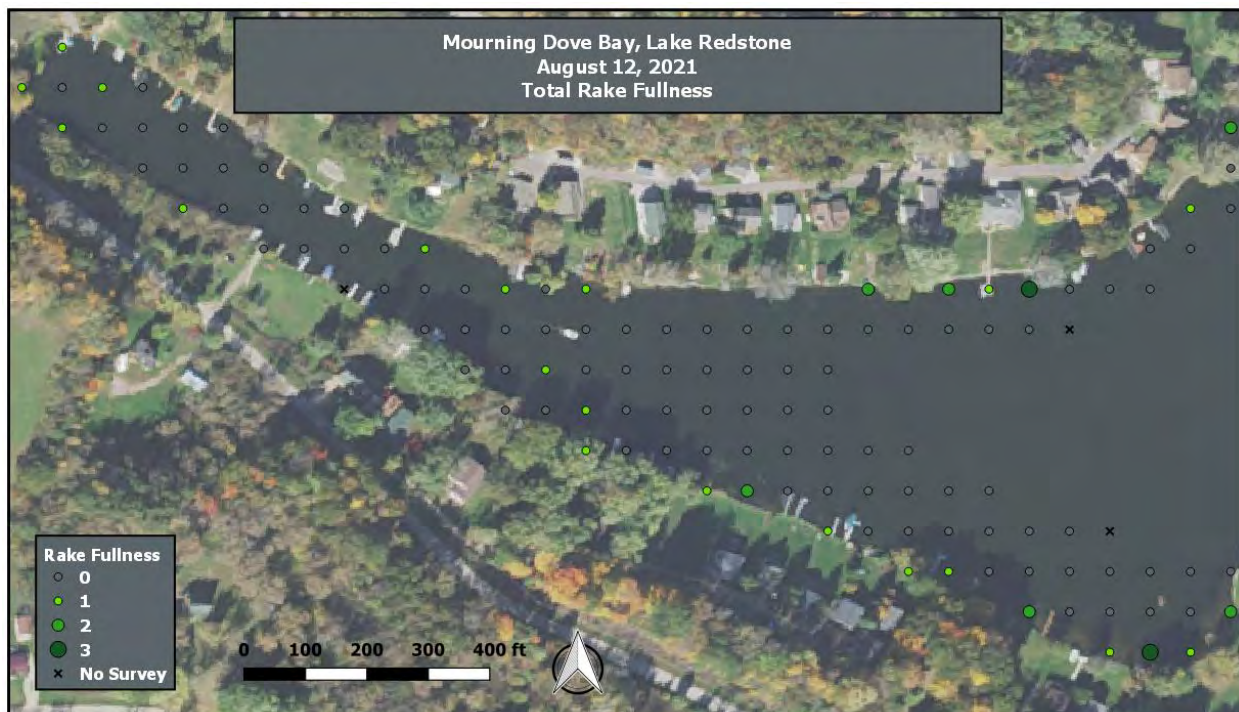 Mourning Dove Bay, Lake Redstone
August 12, 2021
Total Rake Fullness
Rake Fullness
0
1
2
3
No Survey
0 100 200 300 400 ft